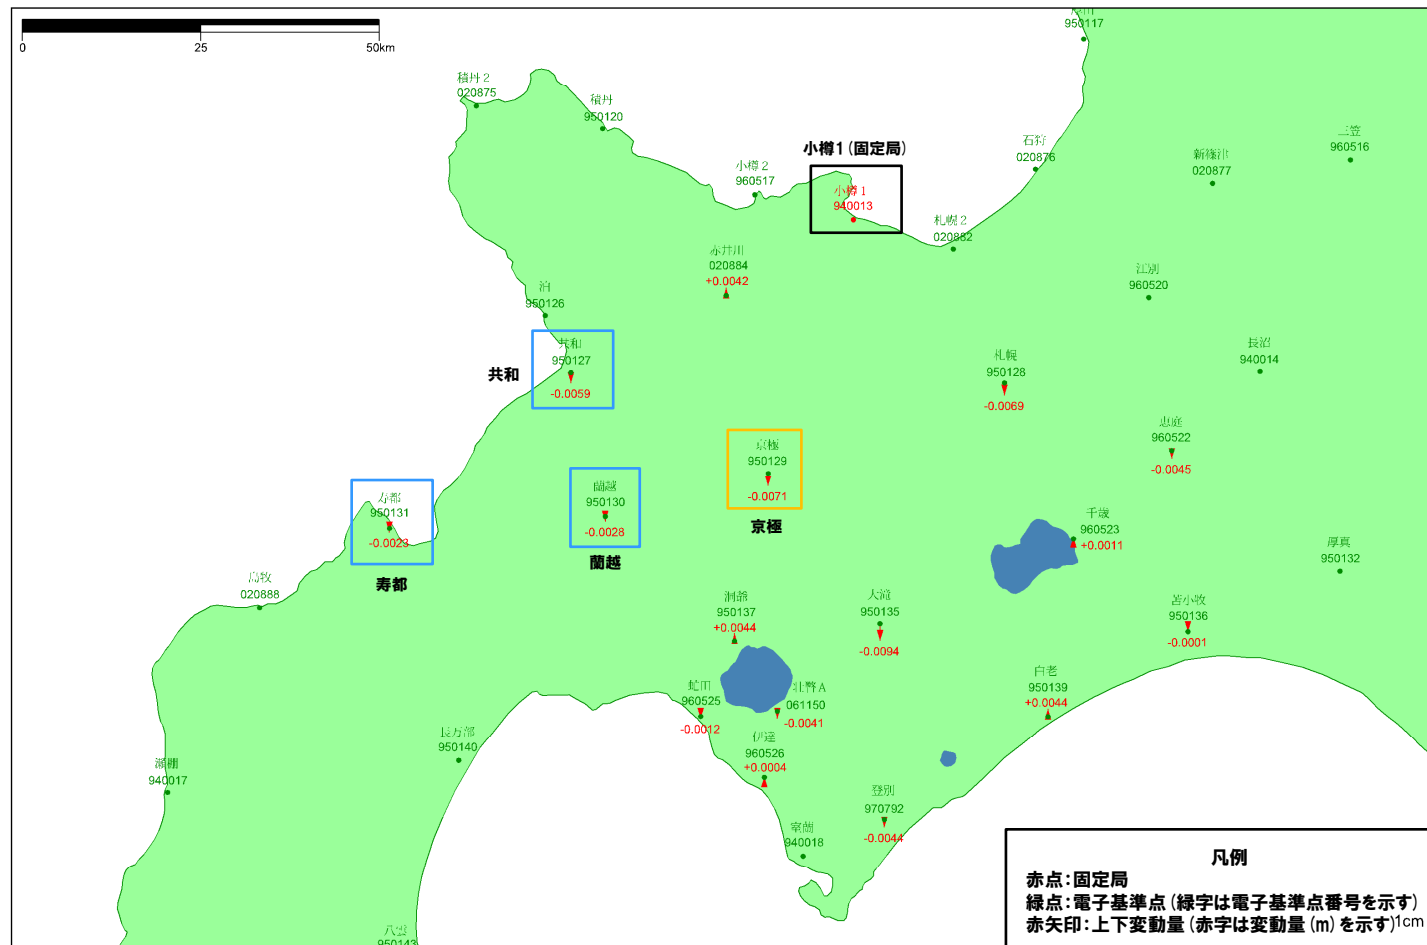 0
25
50km
950117
積丹2
020875
積丹
950120
小樽1(固定局)
小樽1
940013
小樽2
960517
石狩
020876
新篠津
020877
三笠
960516
札幌2
020882
赤井川
020884
+0.0042
江別
960520
泊
950126
共和
共和
950127
-0.0059
札幌
950128
-0.0069
長沼
940014
恵庭
960522
-0.0045
京極
950129
-0.0071
京極
蘭越
950130
-0.0028
蘭越
寿都
950131
-0.0023
寿都
千歳
960523
+0.0011
厚真
950132
島牧
020888
洞爺
950137
+0.0044
大滝
950135
-0.0094
苫小牧
950136
-0.0001
白老
950139
+0.0044
虻田
960525
-0.0012
壮瞥A
061150
-0.0041
伊達
960526
+0.0004
長万部
950140
瀬棚
940017
登別
970792
-0.0044
室蘭
940018
八雲
950143
凡例
赤点:固定局
緑点:電子基準点(緑字は電子基準点番号を示す)
赤矢印:上下変動量(赤字は変動量(m)を示す)1cm